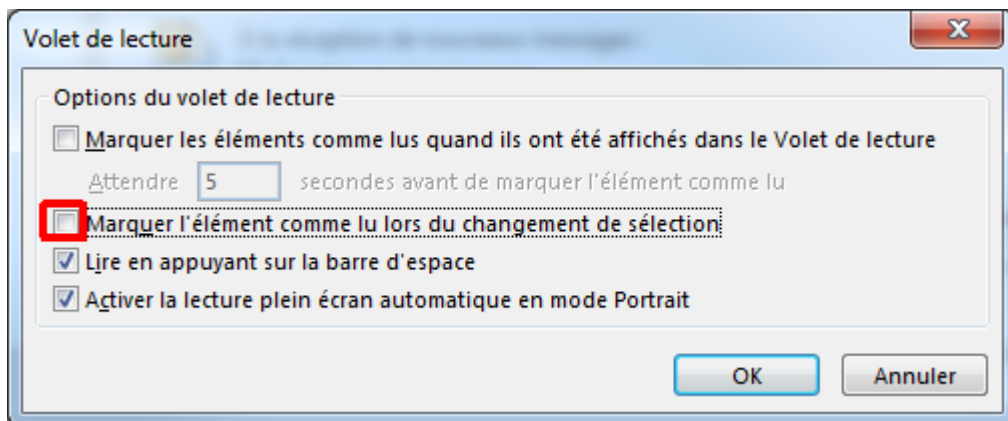 Volet de lecture
Options du volet de lecture
Marquer les éléments comme lus quand ils ont été affichés dans le Volet de lecture
Attendre 5 secondes avant de marquer l'élément comme lu
Marquer l'élément comme lu lors du changement de sélection
Lire en appuyant sur la barre d'espace
Activer la lecture plein écran automatique en mode Portrait
OK Annuler